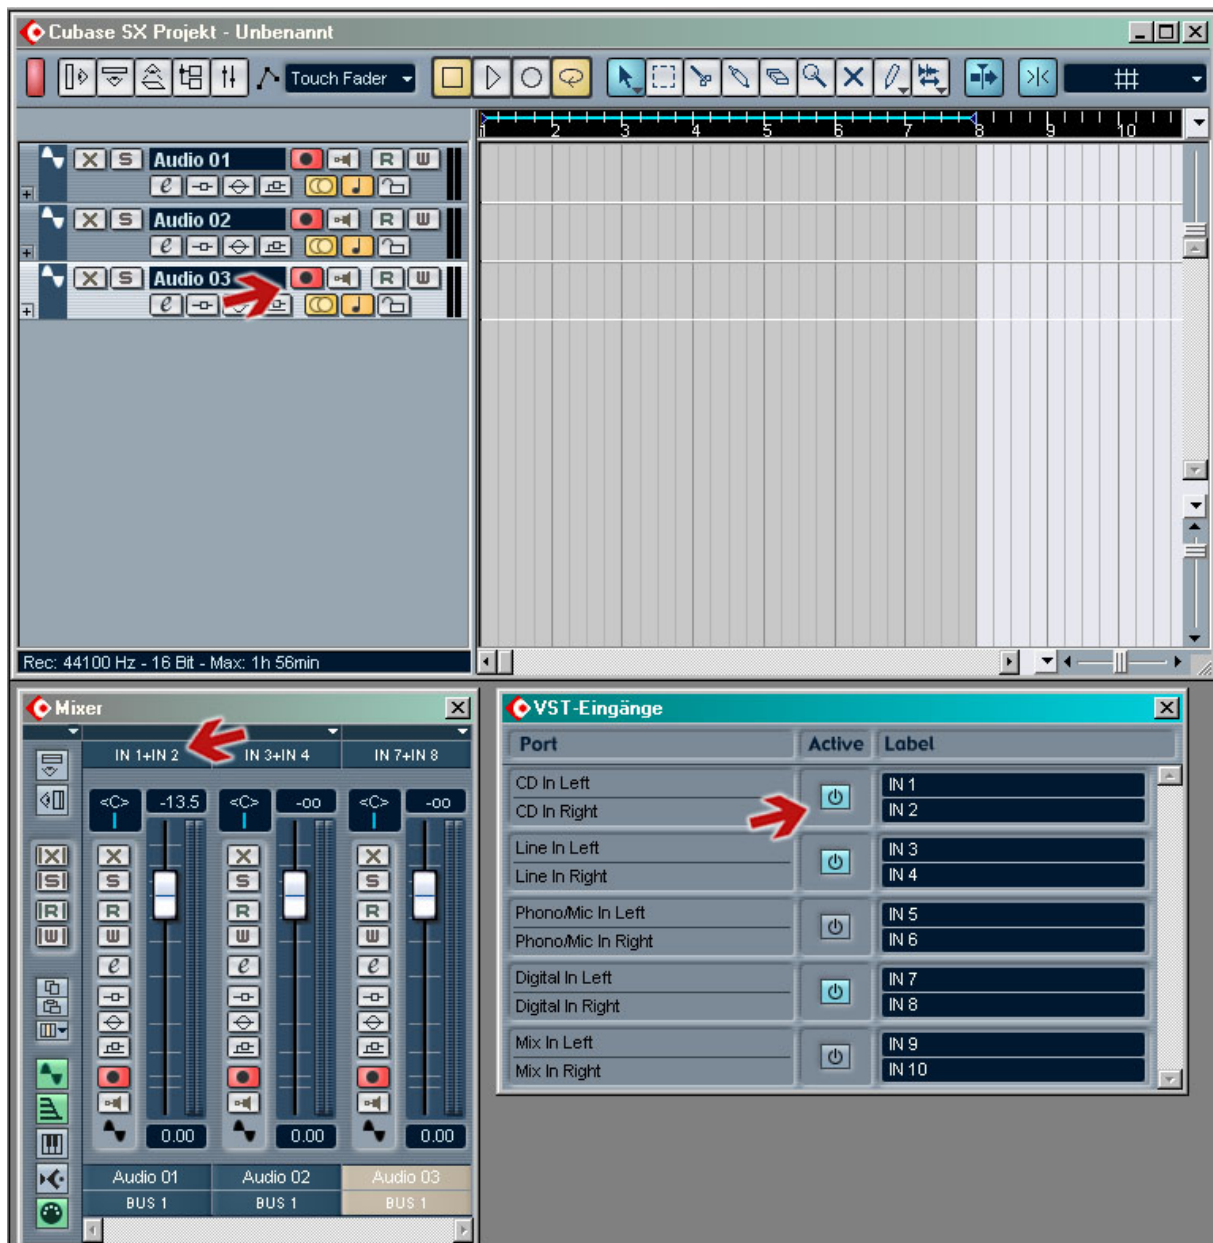 Cubase SX Projekt - Unbenannt
Touch Fader
1 2 3 4 5 6 7 8 9 10
X S Audio 01 R W
e
X S Audio 02 R W
e
X S Audio 03 R W
e
Rec: 44100 Hz - 16 Bit - Max: 1h 56min
Mixer
IN 1+IN 2 IN 3+IN 4 IN 7+IN 8
<C> -13.5 <C> -oo <C> -oo
X X X X
S S S S
R R R R
W W W W
e e e
0.00 0.00 0.00
Audio 01 Audio 02 Audio 03
BUS 1 BUS 1 BUS 1
VST-Eingänge
Port Active Label
CD In Left IN 1
CD In Right IN 2
Line In Left IN 3
Line In Right IN 4
Phono/Mic In Left IN 5
Phono/Mic In Right IN 6
Digital In Left IN 7
Digital In Right IN 8
Mix In Left IN 9
Mix In Right IN 10